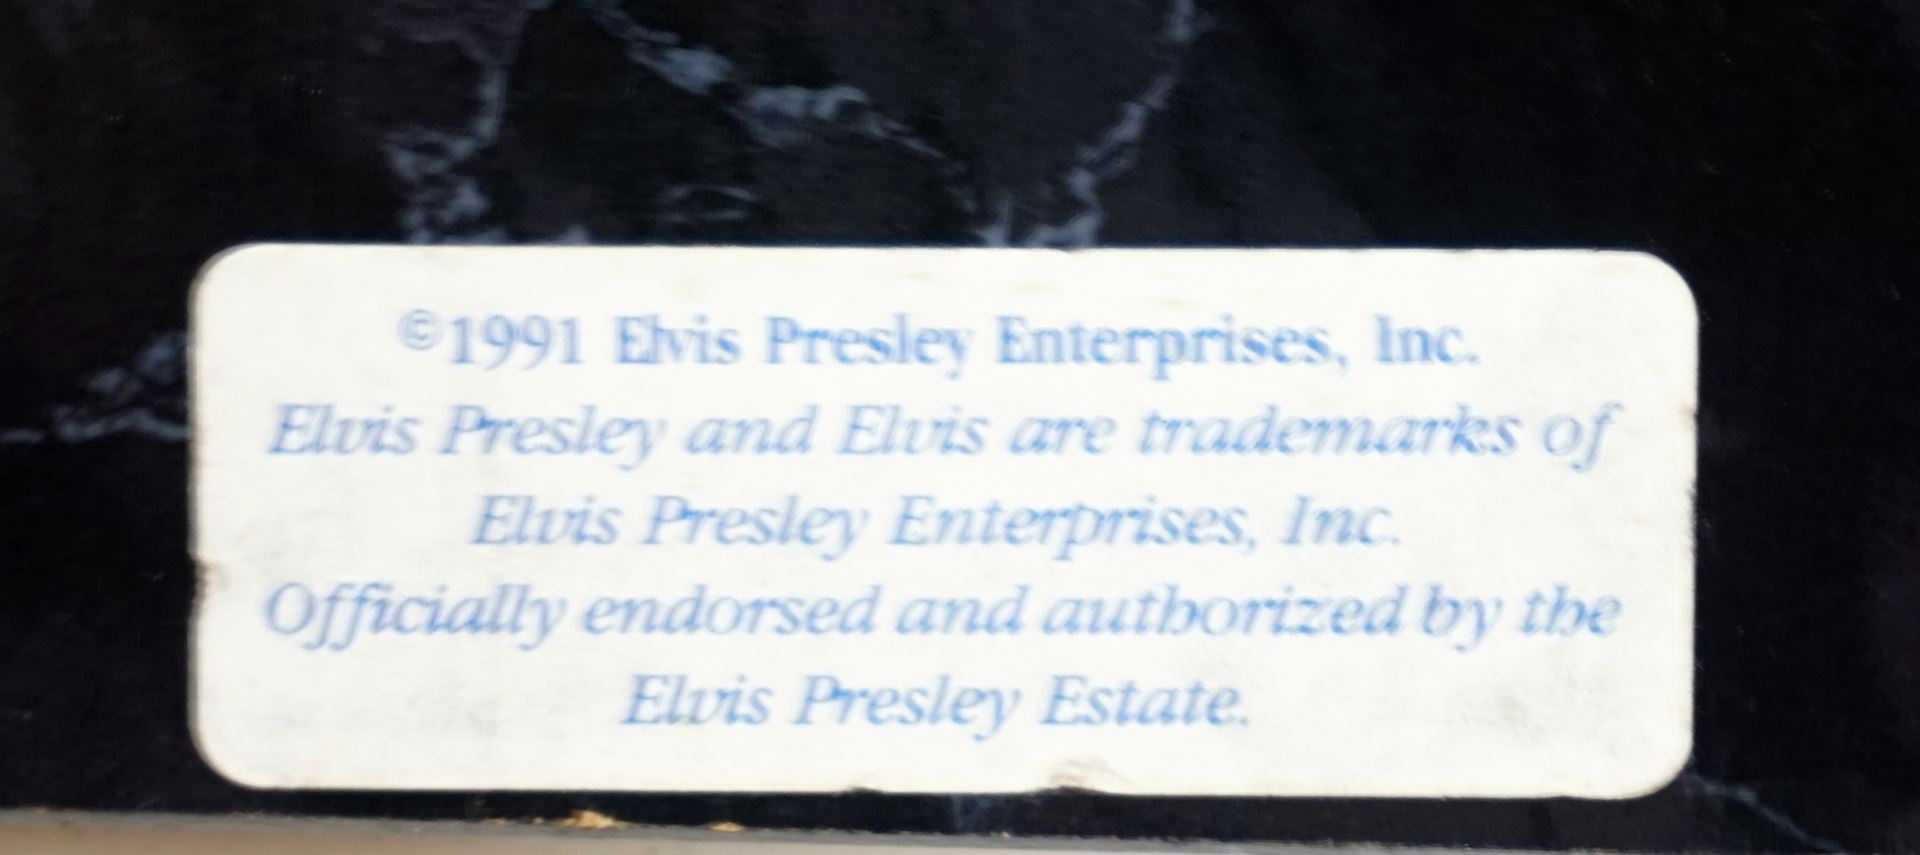 ©1991 Elvis Presley Enterprises, Inc.
Elvis Presley and Elvis are trademarks of
Elvis Presley Enterprises, Inc.
Officially endorsed and authorized by the
Elvis Presley Estate.